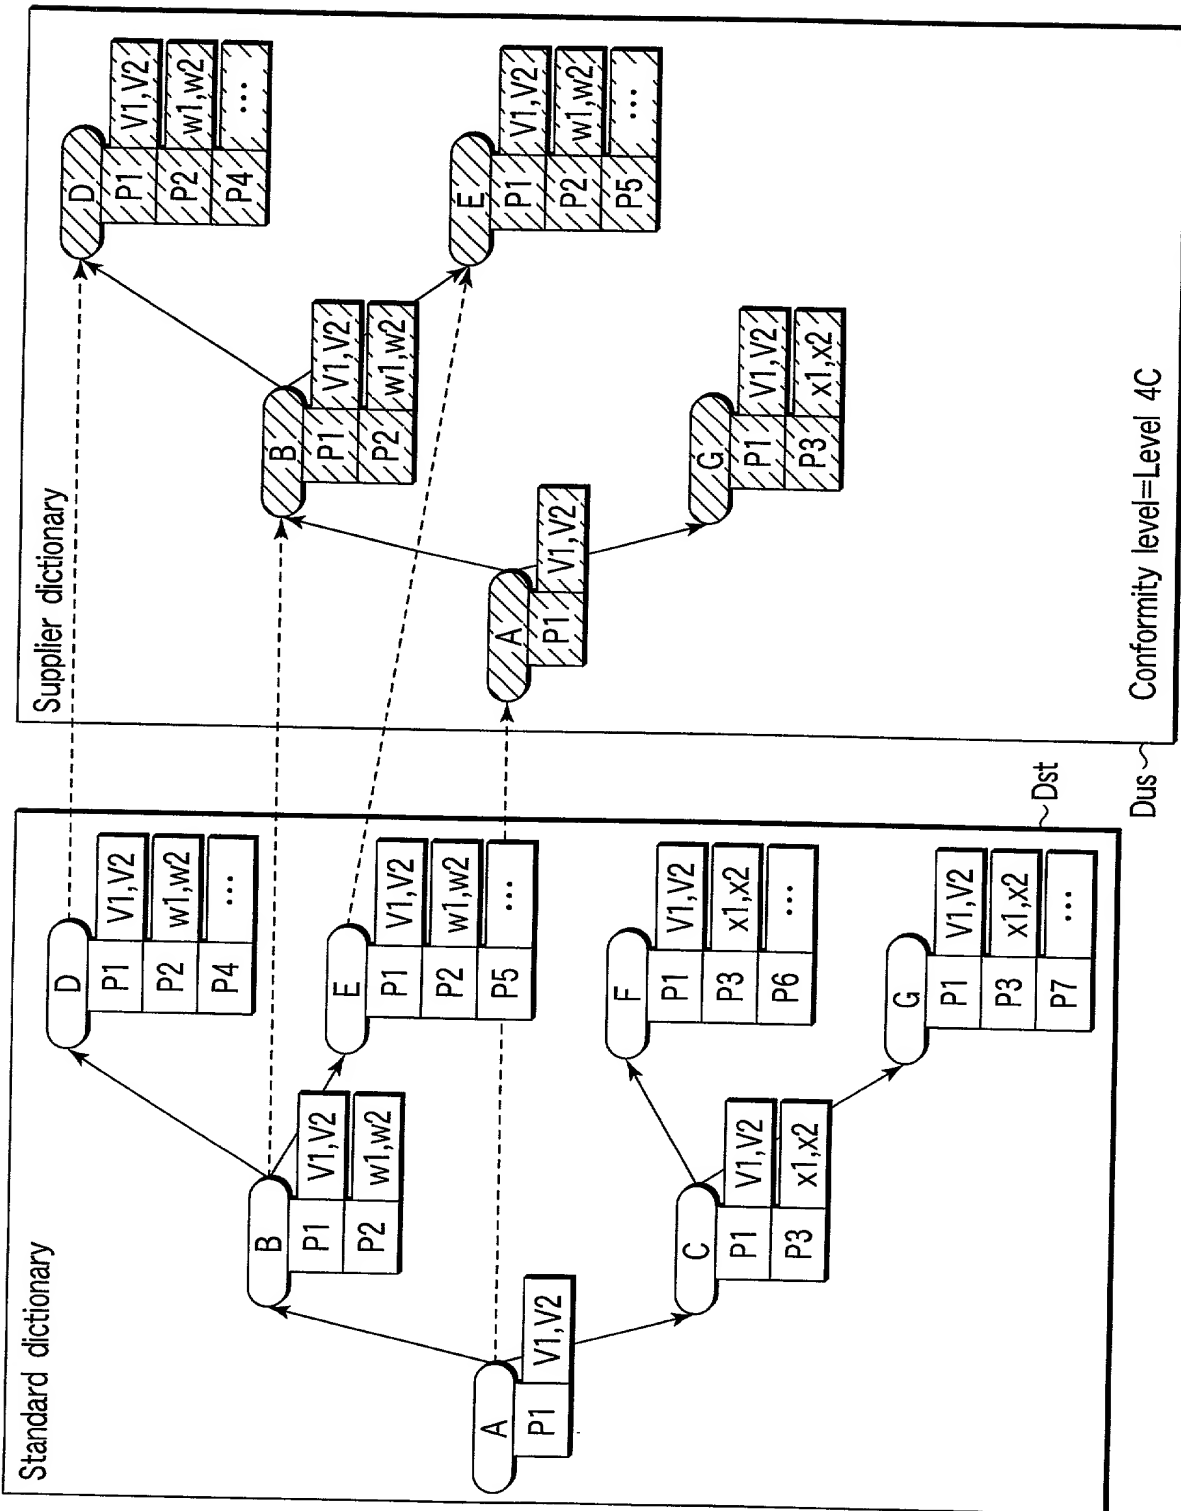 Standard dictionary
A
P1 V1,V2
B
P1 V1,V2
P2 w1,w2
C
P1 V1,V2
P3 x1,x2
D
P1 V1,V2
P2 w1,w2
P4 ...
E
P1 V1,V2
P2 w1,w2
P5 ...
F
P1 V1,V2
P3 x1,x2
P6 ...
G
P1 V1,V2
P3 x1,x2
P7 ...
Dst
Supplier dictionary
A
P1 V1,V2
B
P1 V1,V2
P2 w1,w2
G
P1 V1,V2
P3 x1,x2
D
P1 V1,V2
P2 w1,w2
P4 ...
E
P1 V1,V2
P2 w1,w2
P5 ...
Conformity level=Level 4C
Dus